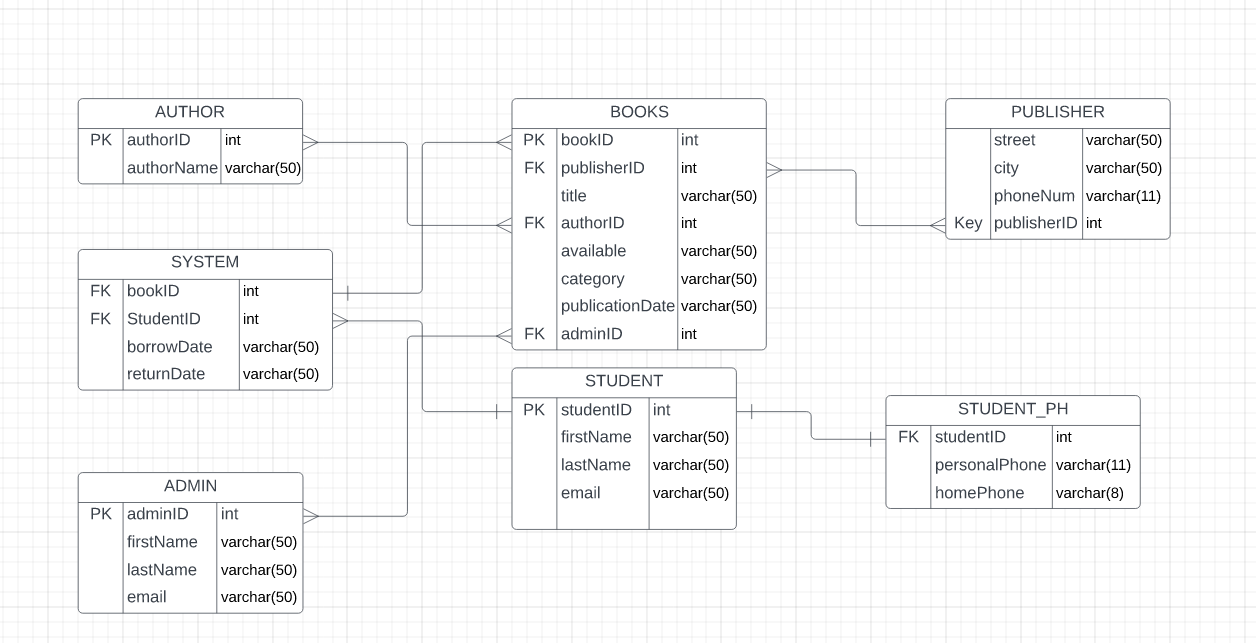 AUTHOR
PK authorID int
authorName varchar(50)
BOOKS
PK bookID int
FK publisherID int
title varchar(50)
FK authorID int
available varchar(50)
category varchar(50)
publicationDate varchar(50)
FK adminID int
PUBLISHER
street varchar(50)
city varchar(50)
phoneNum varchar(11)
Key publisherID int
SYSTEM
FK bookID int
FK StudentID int
borrowDate varchar(50)
returnDate varchar(50)
STUDENT
PK studentID int
firstName varchar(50)
lastName varchar(50)
email varchar(50)
STUDENT_PH
FK studentID int
personalPhone varchar(11)
homePhone varchar(8)
ADMIN
PK adminID int
firstName varchar(50)
lastName varchar(50)
email varchar(50)